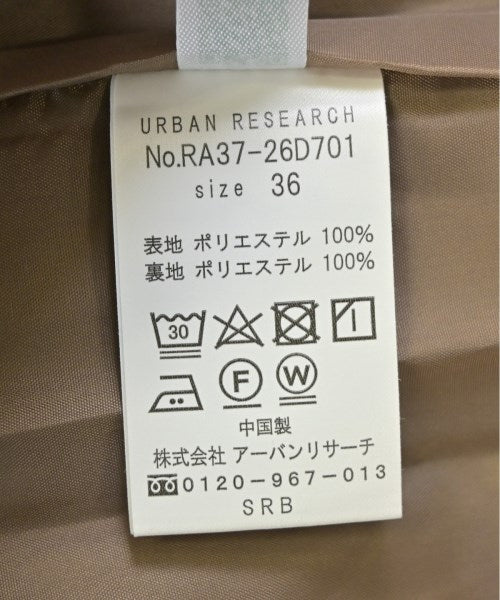 URBAN RESEARCH
No.RA37-26D701
size 36
表地 ポリエステル 100%
裏地 ポリエステル 100%
30
F W
中国製
株式会社 アーバンリサーチ
0120-967-013
SRB